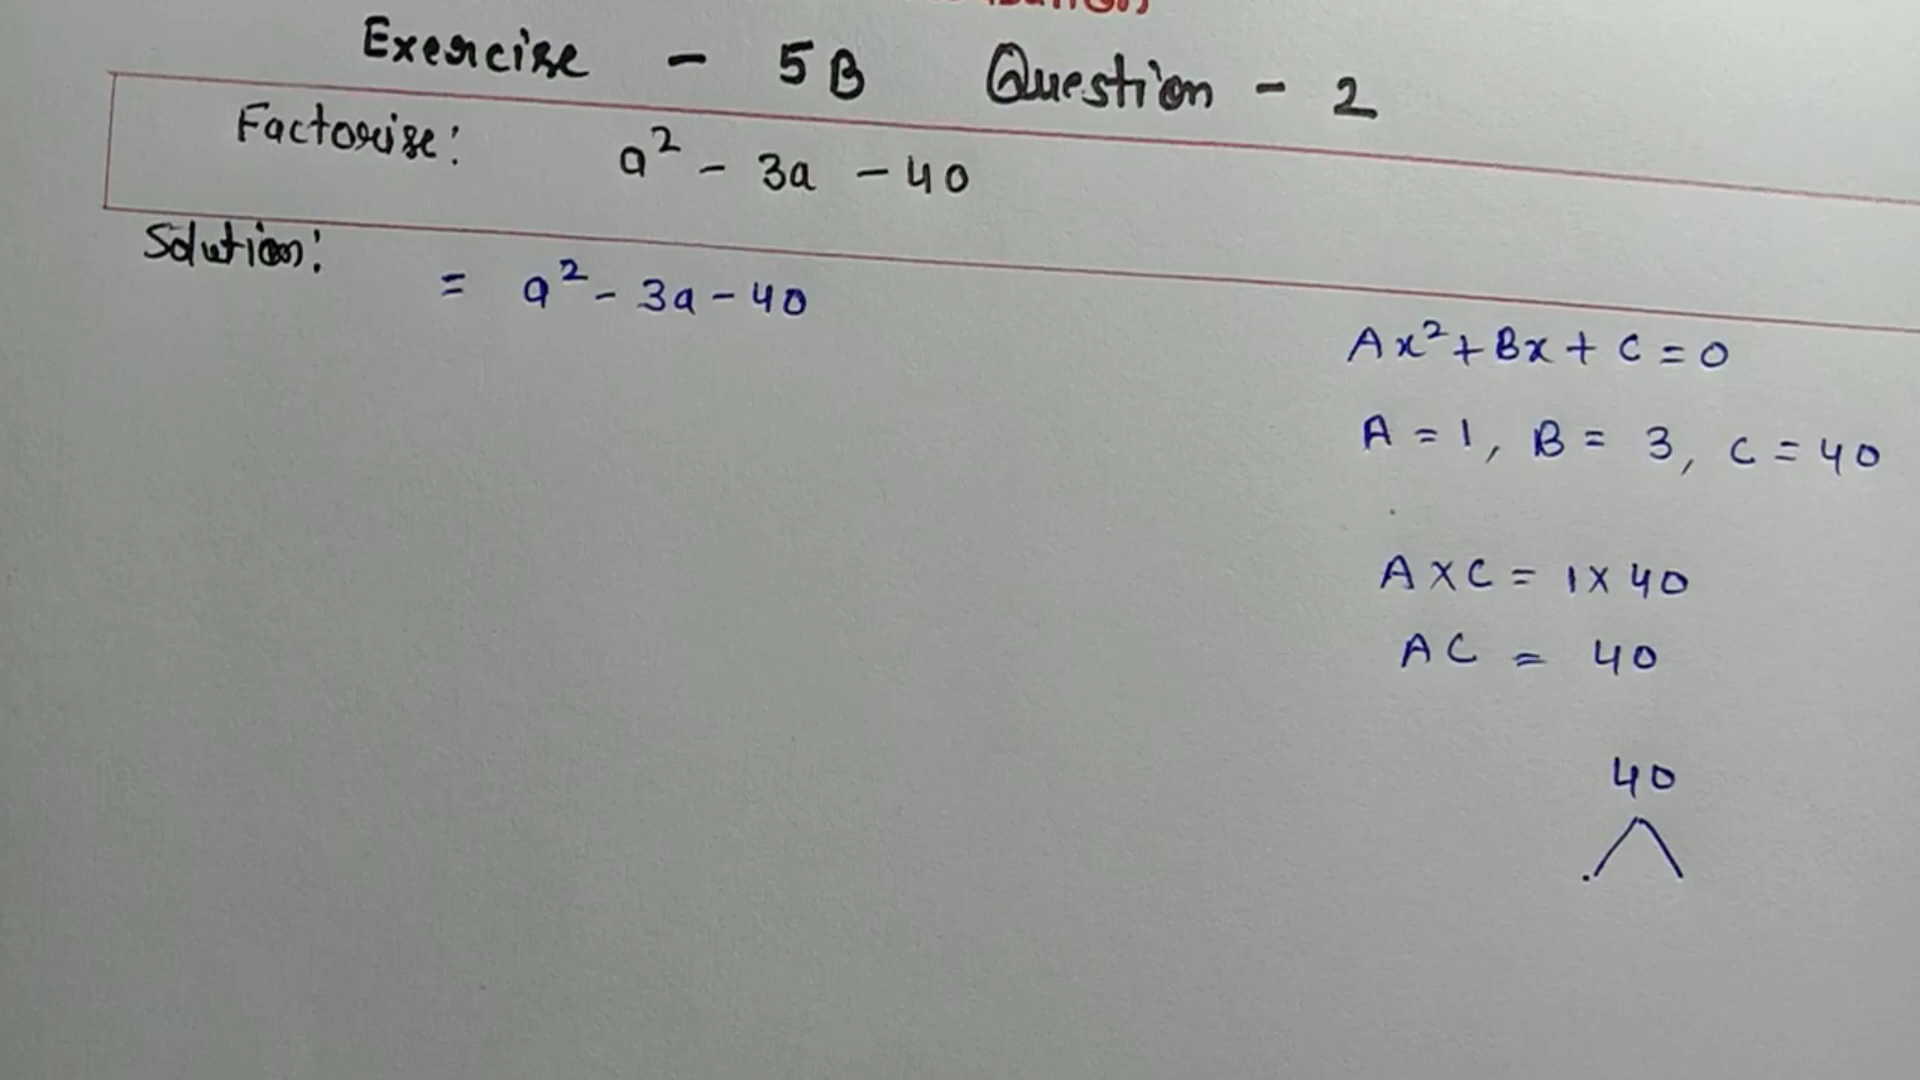 Exercise - 5B Question - 2
Factorise: a² - 3a - 40
Solution: = a² - 3a - 40
Ax² + Bx + C = 0
A = 1, B = 3, C = 40
A × C = 1 × 40
AC = 40
40